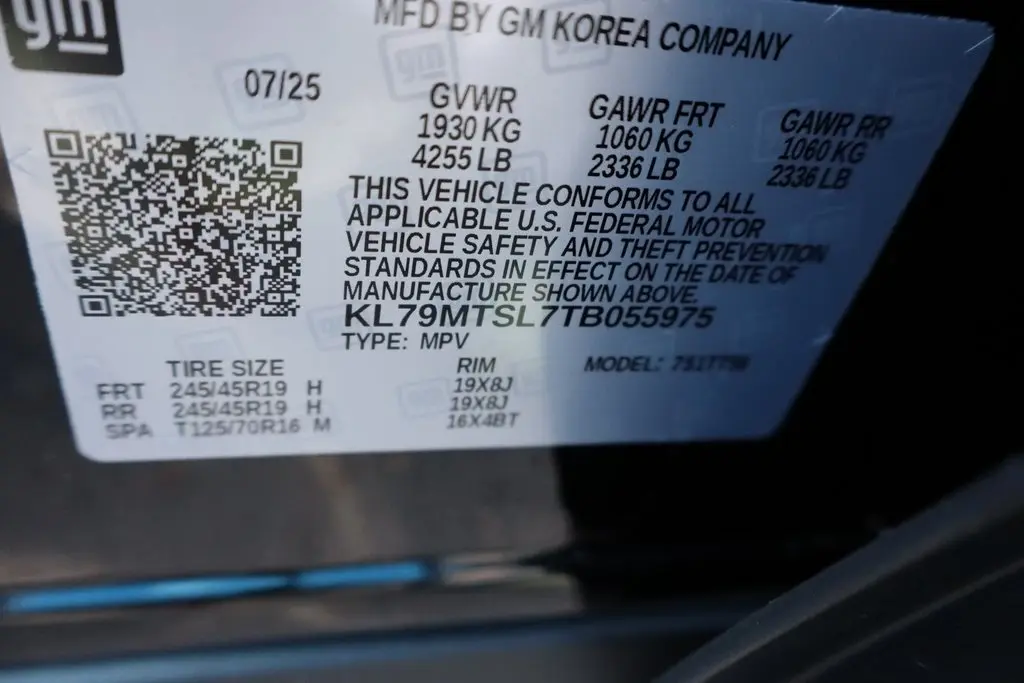 gm
MFD BY GM KOREA COMPANY
07/25
GVWR GAWR FRT GAWR RR
1930 KG 1060 KG 1060 KG
4255 LB 2336 LB 2336 LB
THIS VEHICLE CONFORMS TO ALL
APPLICABLE U.S. FEDERAL MOTOR
VEHICLE SAFETY AND THEFT PREVENTION
STANDARDS IN EFFECT ON THE DATE OF
MANUFACTURE SHOWN ABOVE.
KL79MTSL7TB055975
TYPE: MPV
TIRE SIZE RIM MODEL:
FRT 245/45R19 H 19X8J
RR 245/45R19 H 19X8J
SPA T125/70R16 M 16X4BT